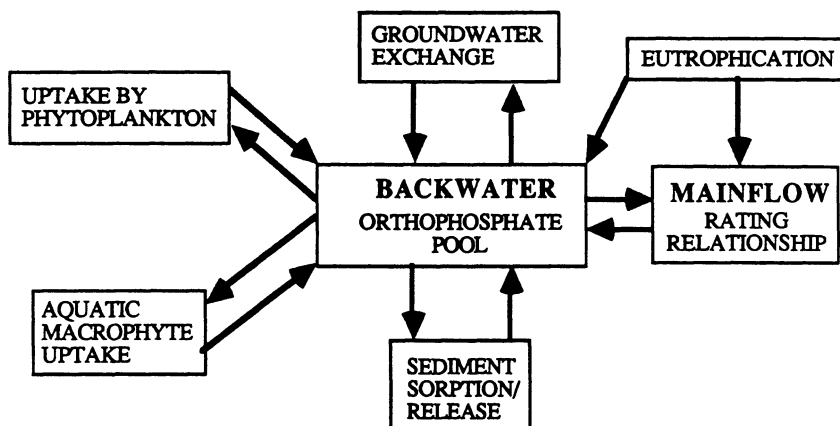 GROUNDWATER
EXCHANGE
EUTROPHICATION
UPTAKE BY
PHYTOPLANKTON
BACKWATER
ORTHOPHOSPHATE
POOL
MAINFLOW
RATING
RELATIONSHIP
AQUATIC
MACROPHYTE
UPTAKE
SEDIMENT
SORPTION/
RELEASE